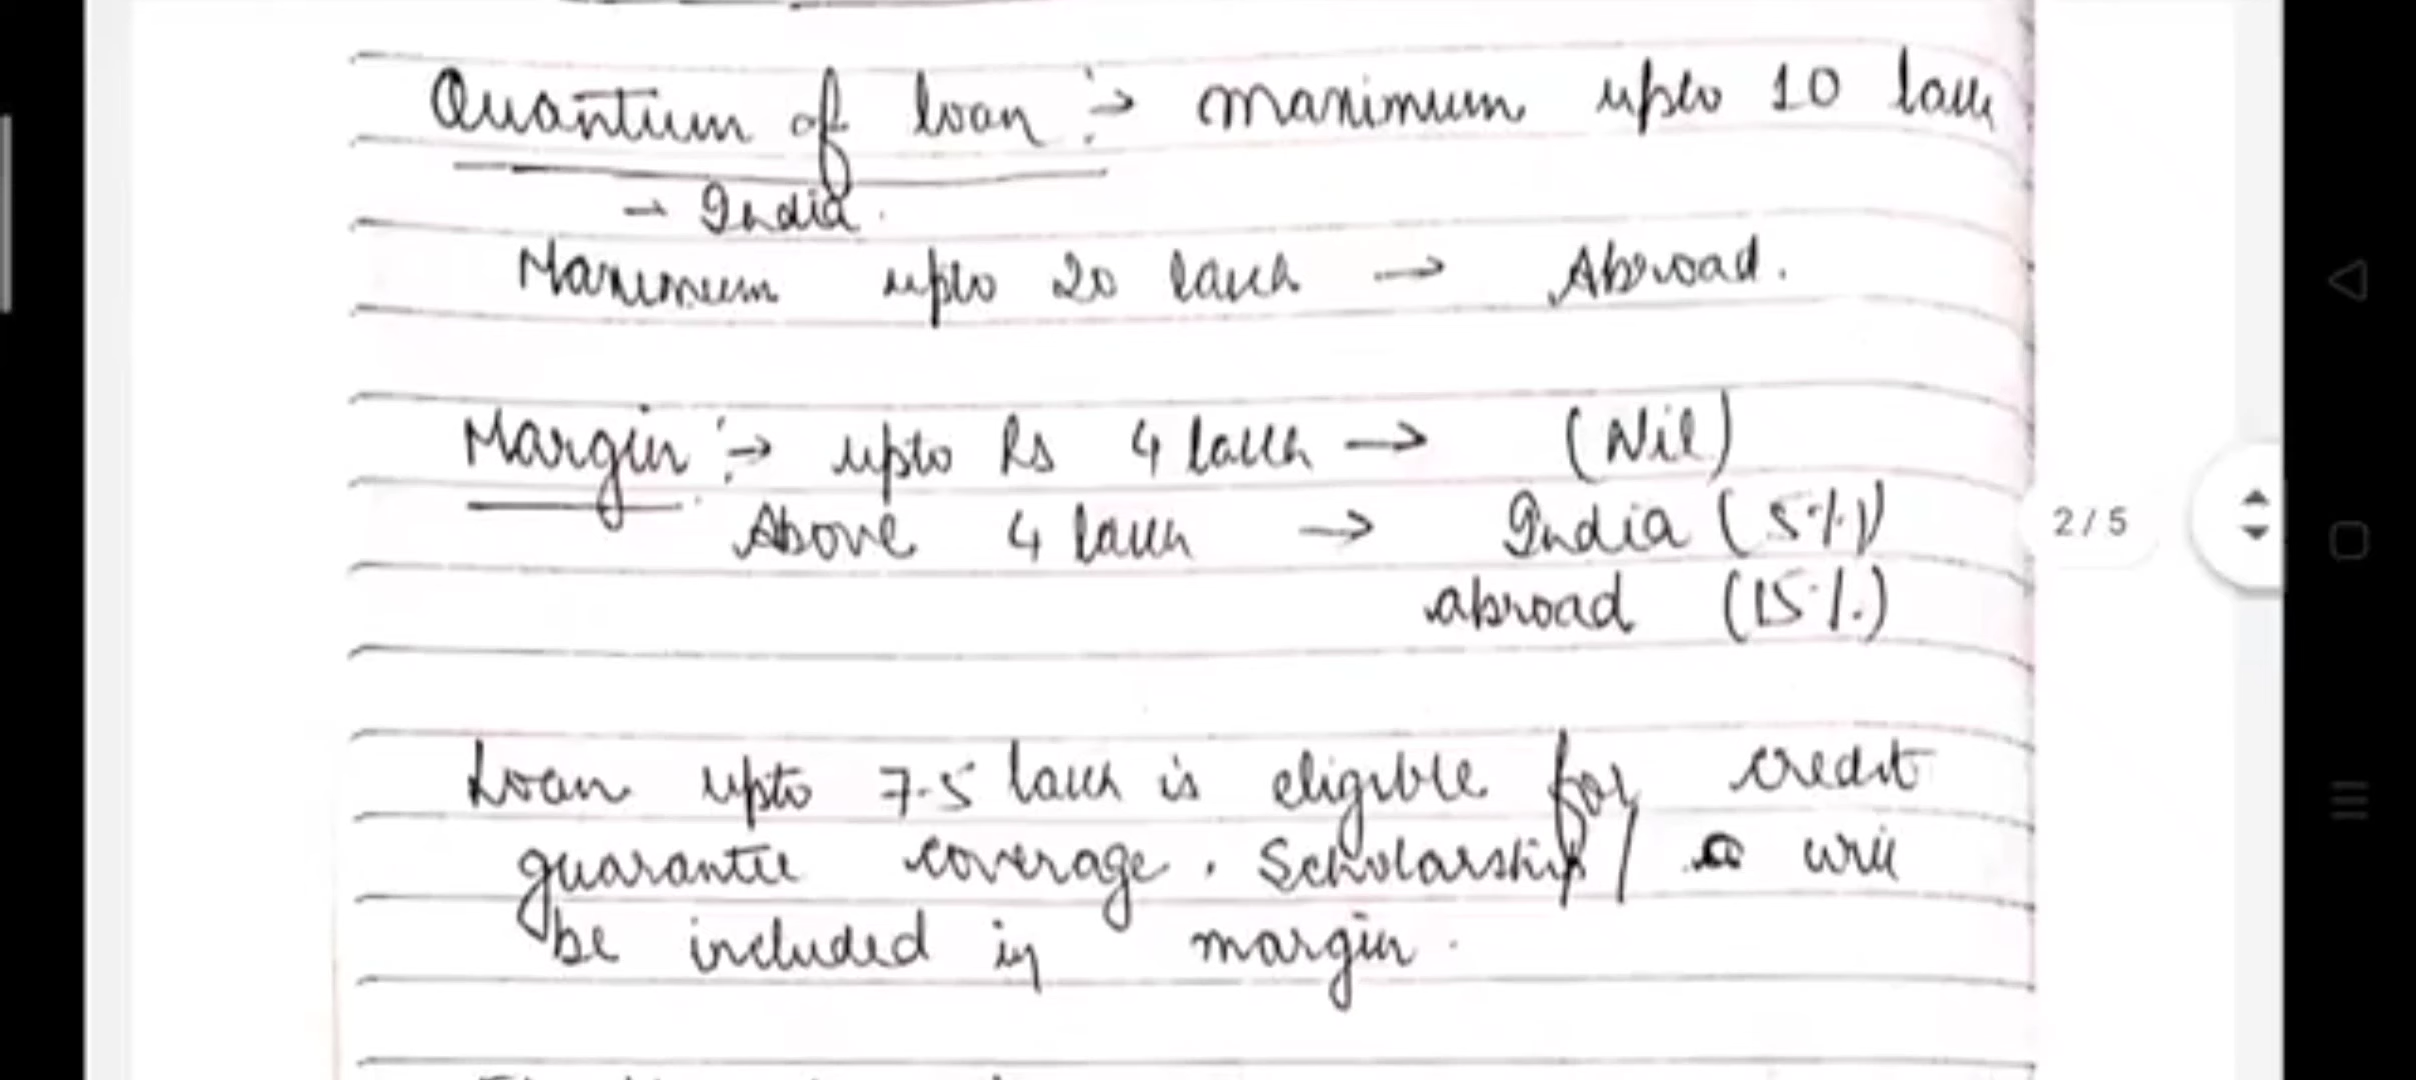 Quantum of loan :→ maximum upto 10 lakh
→ India.
Maximum upto 20 lakh → Abroad.
Margin :→ upto Rs 4 lakh → (Nil)
Above 4 lakh → India (5%)
abroad (15%)
2/5
Loan upto 7.5 lakh is eligible for credit
guarantee coverage. Scholarship/ will
be included in margin.